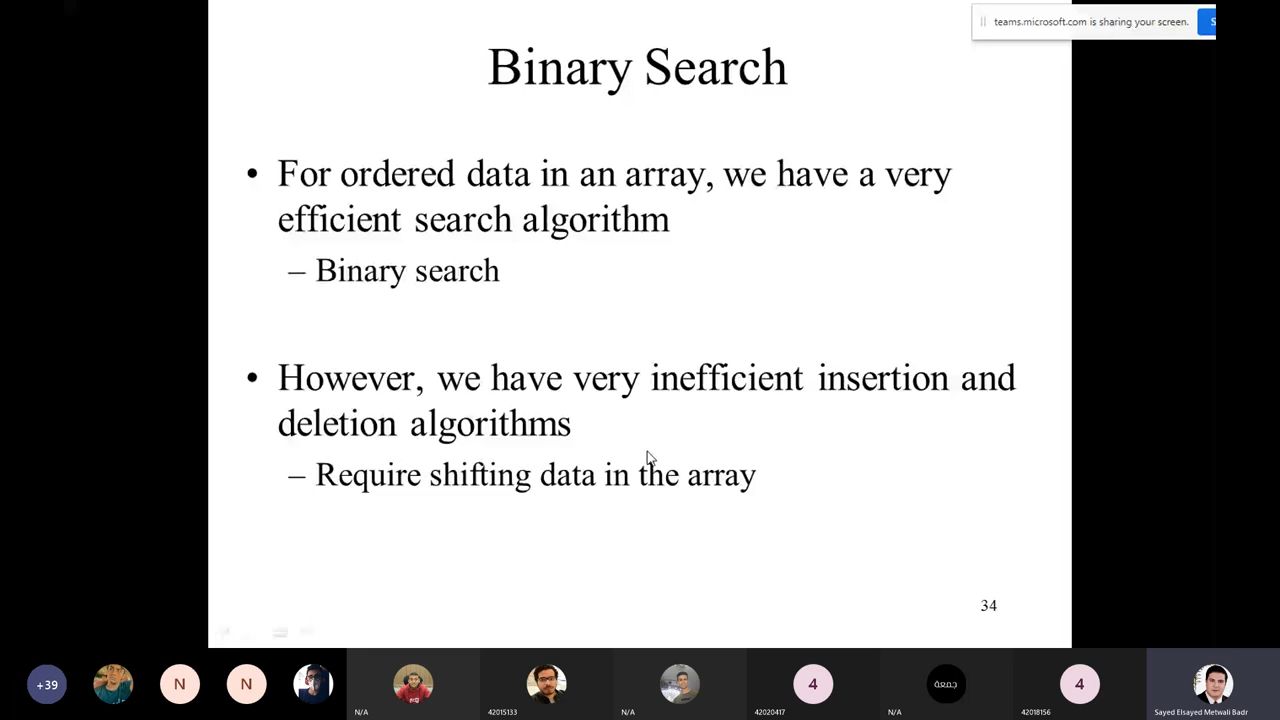 teams.microsoft.com is sharing your screen.
Binary Search
• For ordered data in an array, we have a very
efficient search algorithm
– Binary search
• However, we have very inefficient insertion and
deletion algorithms
– Require shifting data in the array
34
+39
N
N
4
جمعة
4
N/A
42015133
N/A
42020417
N/A
42018156
Sayed Elsayed Metwali Badr